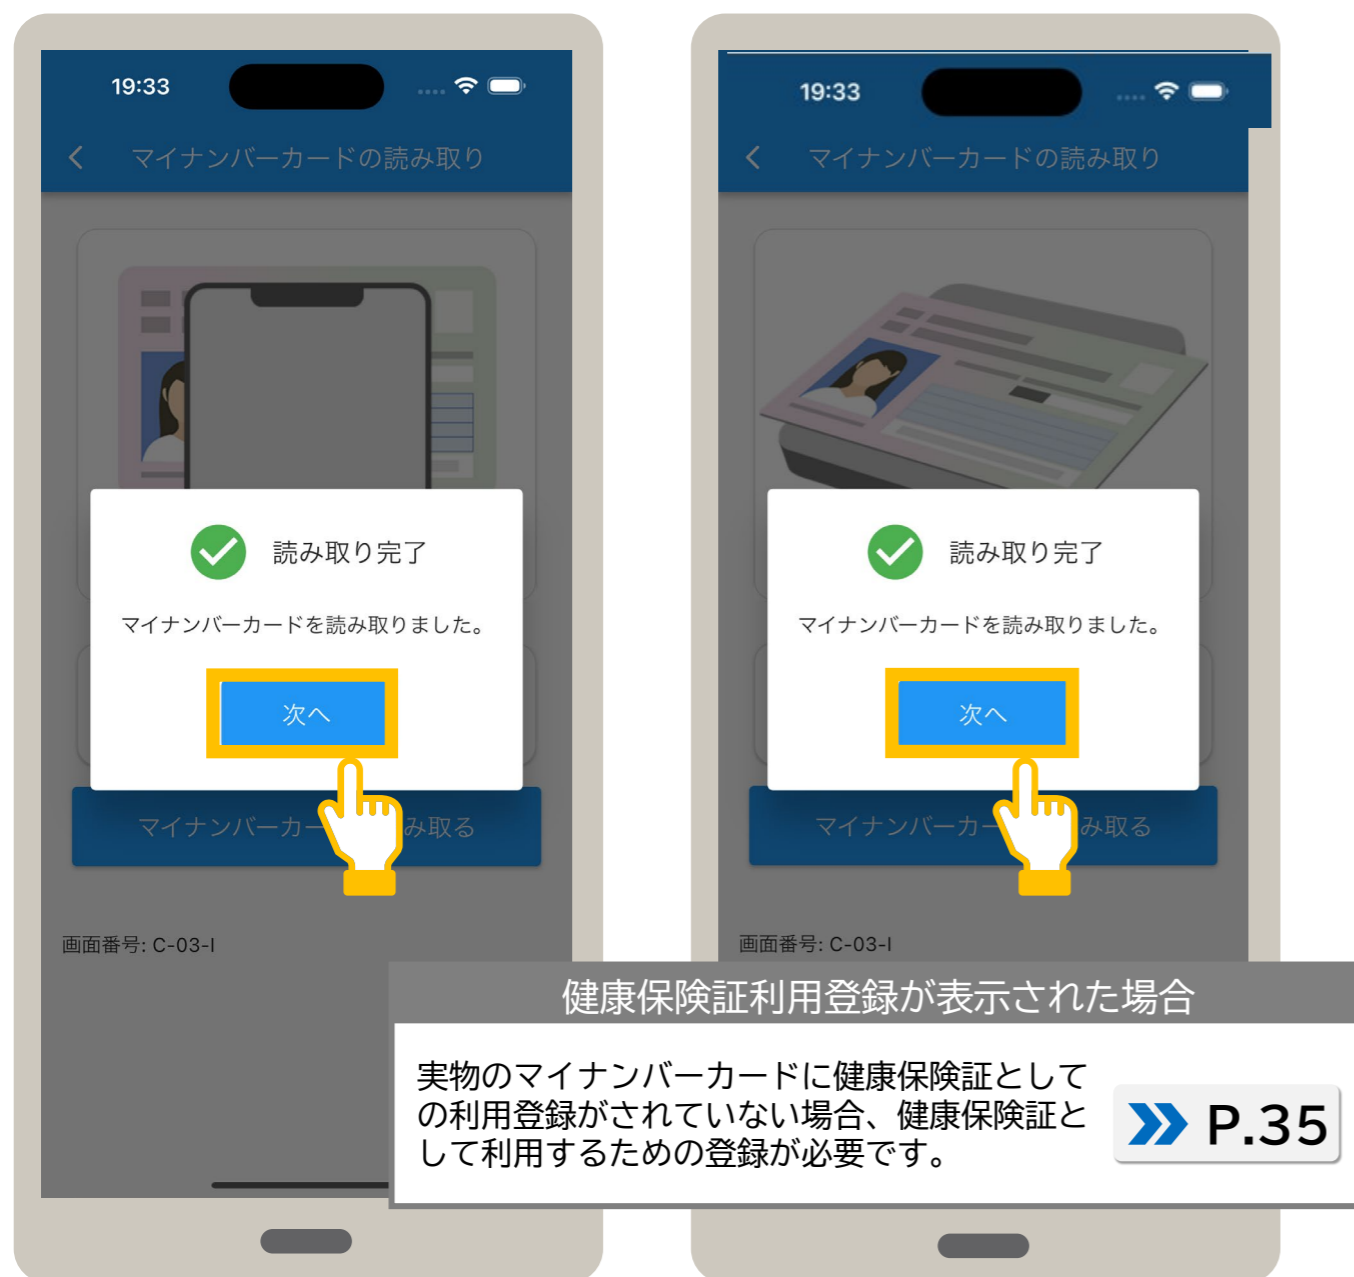 19:33
マイナンバーカードの読み取り
読み取り完了
マイナンバーカードを読み取りました。
次へ
マイナンバーカー み取る
画面番号: C-03-I
19:33
マイナンバーカードの読み取り
読み取り完了
マイナンバーカードを読み取りました。
次へ
マイナンバーカー み取る
画面番号: C-03-I
健康保険証利用登録が表示された場合
実物のマイナンバーカードに健康保険証として
の利用登録がされていない場合、健康保険証と
して利用するための登録が必要です。
P.35